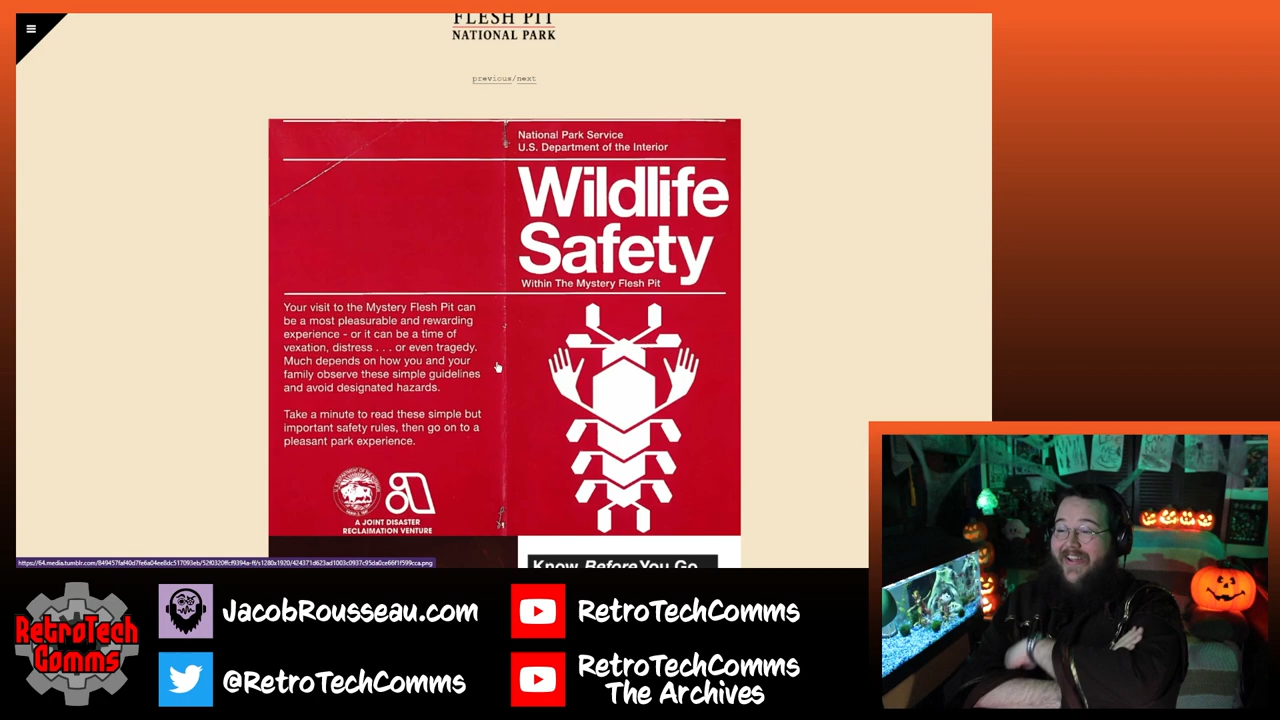 FLESH PIT
NATIONAL PARK
previous/next
National Park Service
U.S. Department of the Interior
Wildlife
Safety
Within The Mystery Flesh Pit
Your visit to the Mystery Flesh Pit can
be a most pleasurable and rewarding
experience - or it can be a time of
vexation, distress . . . or even tragedy.
Much depends on how you and your
family observe these simple guidelines
and avoid designated hazards.
Take a minute to read these simple but
important safety rules, then go on to a
pleasant park experience.
A JOINT DISASTER
RECLAMATION VENTURE
Know Before You Go
RetroTech
Comms
JacobRousseau.com
@RetroTechComms
RetroTechComms
RetroTechComms
The Archives